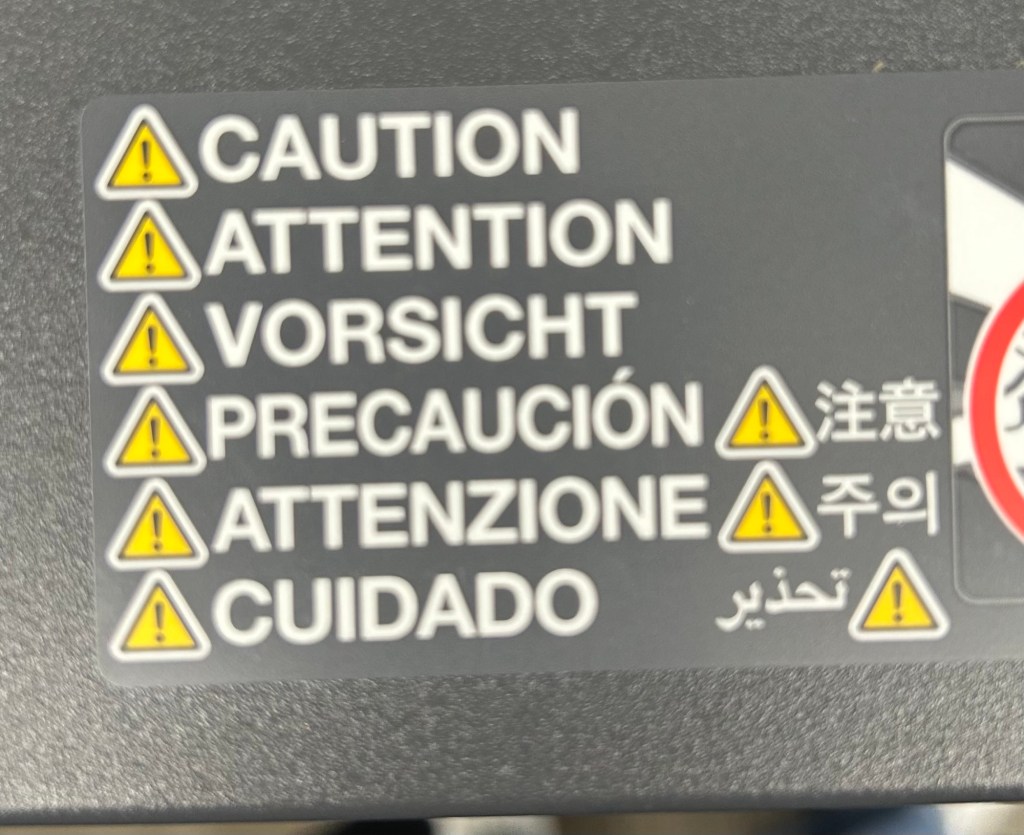 CAUTION
ATTENTION
VORSICHT
PRECAUCIÓN 注意
ATTENZIONE 주의
CUIDADO تحذير